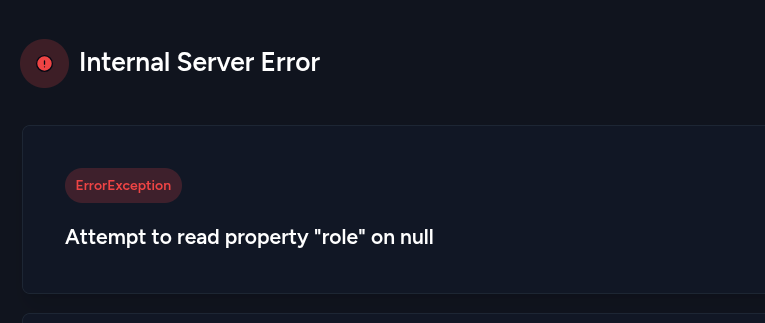 Internal Server Error
ErrorException
Attempt to read property "role" on null